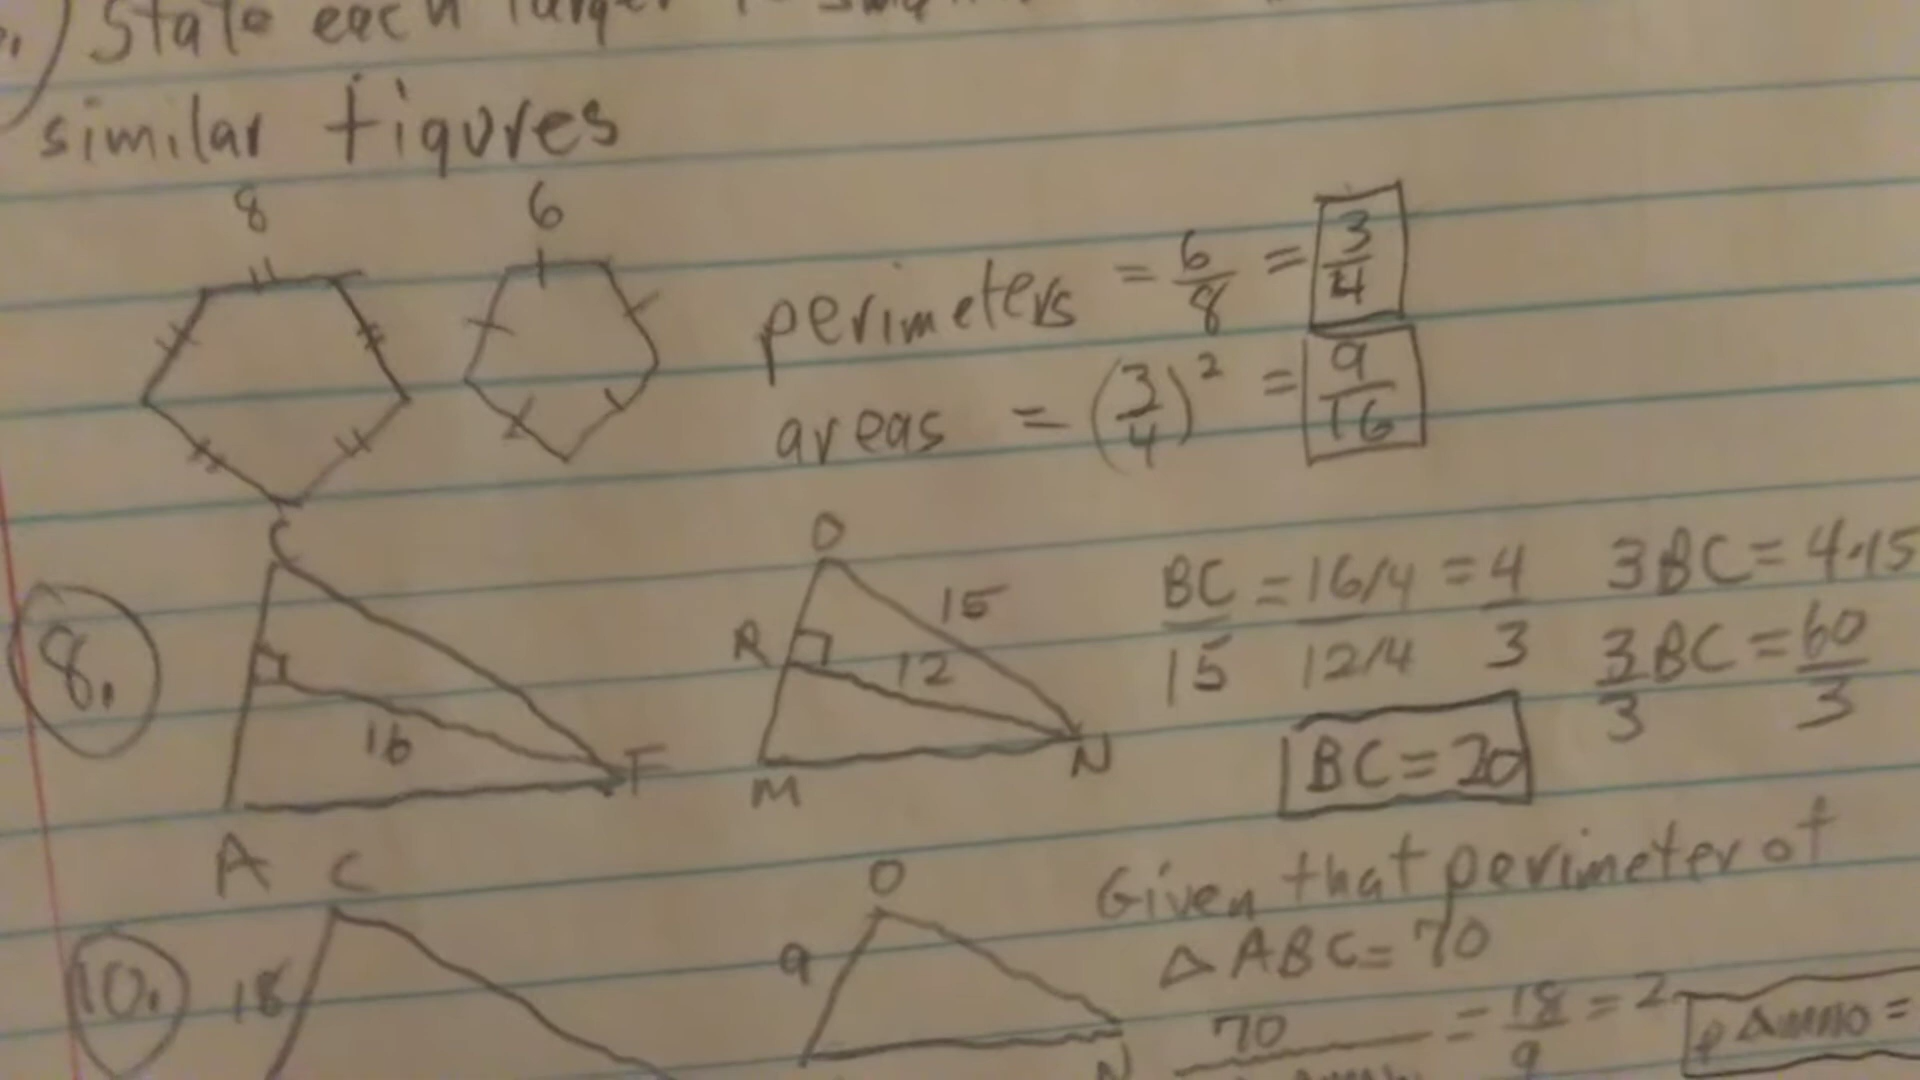 State each
similar figures
8 6
perimeters = 6/8 = 3/4
areas = (3/4)² = 9/16
8. C O
R 15 12 16
A M N
BC/15 = 16/4 / 12/4 = 4/3 3BC = 4·15
3/3 BC = 60/3
BC = 20
10. C O
18 9
N
Given that perimeter of
△ABC = 70
70 = 18/9 = 2